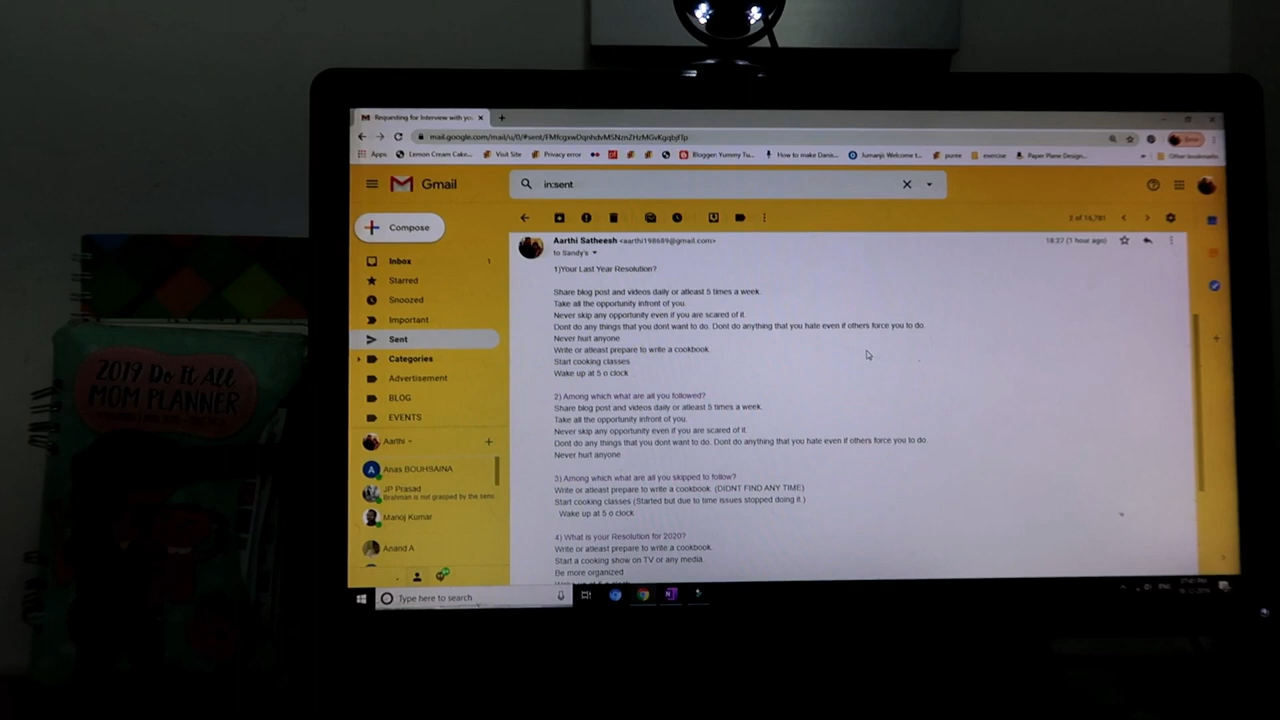 2019 Do It All
MOM PLANNER
Requesting for Interview with you
mail.google.com/mail/u/0/#sent/
Apps
Lemon Cream Cake...
Visit Site
Privacy error
Blogger: Yummy Tu...
How to make Danis...
Jumanji: Welcome t...
puree
exercise
Paper Plane Design...
Other bookmarks
Gmail
in:sent
Compose
2 of 16,781
Inbox
1
Starred
Snoozed
Important
Sent
Categories
Advertisement
BLOG
EVENTS
Aarthi
Anas BOUHSAINA
JP Prasad
Brahman is not grasped by the sens
Manoj Kumar
Anand A
Aarthi Satheesh <aarthi198689@gmail.com>
18:27 (1 hour ago)
to Sandy's
1)Your Last Year Resolution?
Share blog post and videos daily or atleast 5 times a week.
Take all the opportunity infront of you.
Never skip any opportunity even if you are scared of it.
Dont do any things that you dont want to do. Dont do anything that you hate even if others force you to do.
Never hurt anyone
Write or atleast prepare to write a cookbook.
Start cooking classes
Wake up at 5 o clock
2) Among which what are all you followed?
Share blog post and videos daily or atleast 5 times a week.
Take all the opportunity infront of you.
Never skip any opportunity even if you are scared of it.
Dont do any things that you dont want to do. Dont do anything that you hate even if others force you to do.
Never hurt anyone
3) Among which what are all you skipped to follow?
Write or atleast prepare to write a cookbook. (DIDNT FIND ANY TIME)
Start cooking classes (Started but due to time issues stopped doing it.)
Wake up at 5 o clock
4) What is your Resolution for 2020?
Write or atleast prepare to write a cookbook.
Start a cooking show on TV or any media.
Be more organized
Type here to search